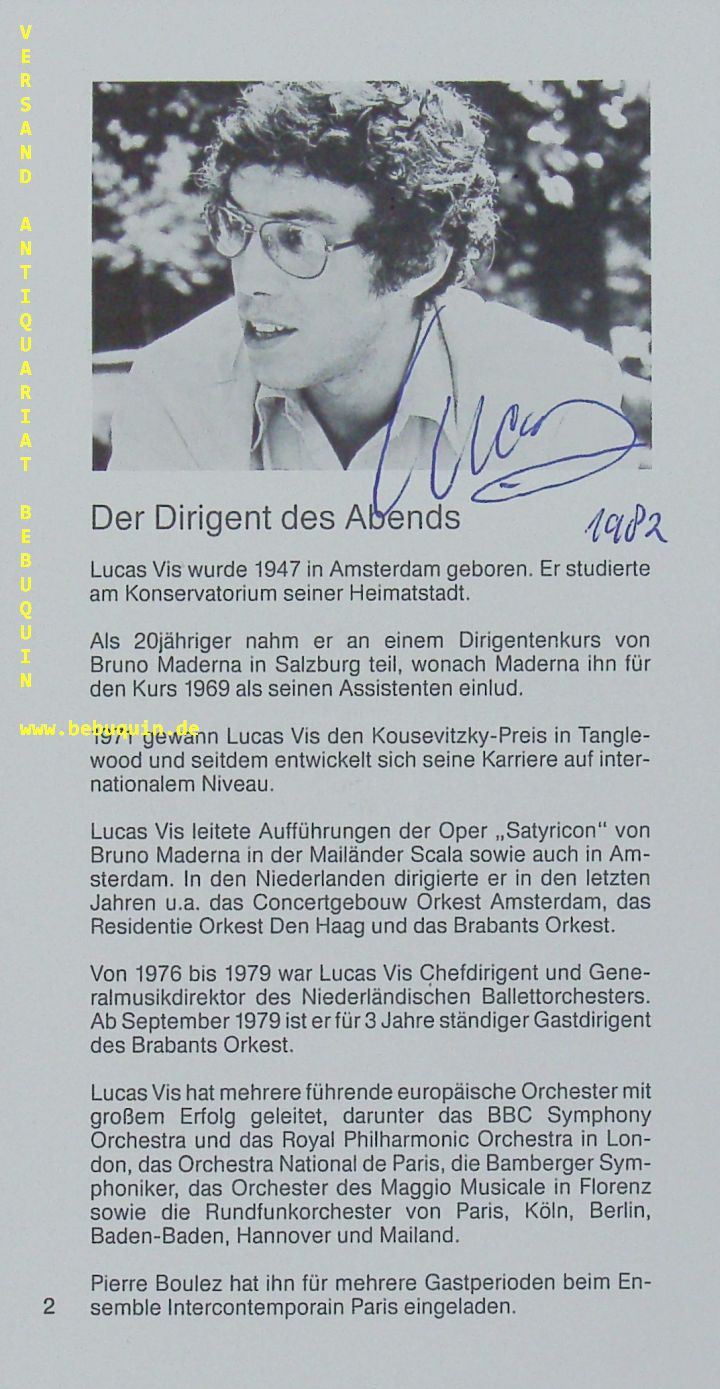 VERSAND ANTIQUARIAT BEBUQUIN
www.bebuquin.de
Lucas
1982
Der Dirigent des Abends
Lucas Vis wurde 1947 in Amsterdam geboren. Er studierte
am Konservatorium seiner Heimatstadt.
Als 20jähriger nahm er an einem Dirigentenkurs von
Bruno Maderna in Salzburg teil, wonach Maderna ihn für
den Kurs 1969 als seinen Assistenten einlud.
1971 gewann Lucas Vis den Kousevitzky-Preis in Tangle-
wood und seitdem entwickelt sich seine Karriere auf inter-
nationalem Niveau.
Lucas Vis leitete Aufführungen der Oper „Satyricon“ von
Bruno Maderna in der Mailänder Scala sowie auch in Am-
sterdam. In den Niederlanden dirigierte er in den letzten
Jahren u.a. das Concertgebouw Orkest Amsterdam, das
Residentie Orkest Den Haag und das Brabants Orkest.
Von 1976 bis 1979 war Lucas Vis Chefdirigent und Gene-
ralmusikdirektor des Niederländischen Ballettorchesters.
Ab September 1979 ist er für 3 Jahre ständiger Gastdirigent
des Brabants Orkest.
Lucas Vis hat mehrere führende europäische Orchester mit
großem Erfolg geleitet, darunter das BBC Symphony
Orchestra und das Royal Philharmonic Orchestra in Lon-
don, das Orchestra National de Paris, die Bamberger Sym-
phoniker, das Orchester des Maggio Musicale in Florenz
sowie die Rundfunkorchester von Paris, Köln, Berlin,
Baden-Baden, Hannover und Mailand.
Pierre Boulez hat ihn für mehrere Gastperioden beim En-
semble Intercontemporain Paris eingeladen.
2